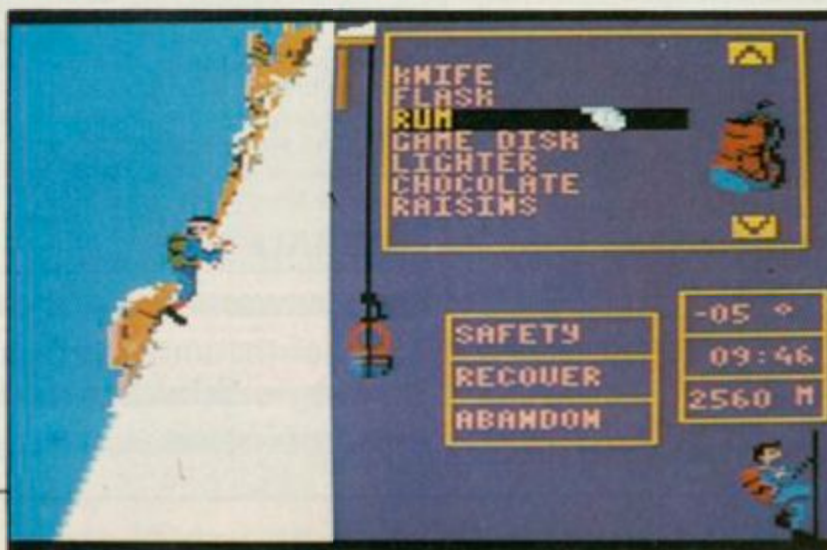 KNIFE
FLASK
RUM
GAME DISK
LIGHTER
CHOCOLATE
RAISINS
SAFETY
RECOVER
ABANDON
-05 °
09:46
2560 M